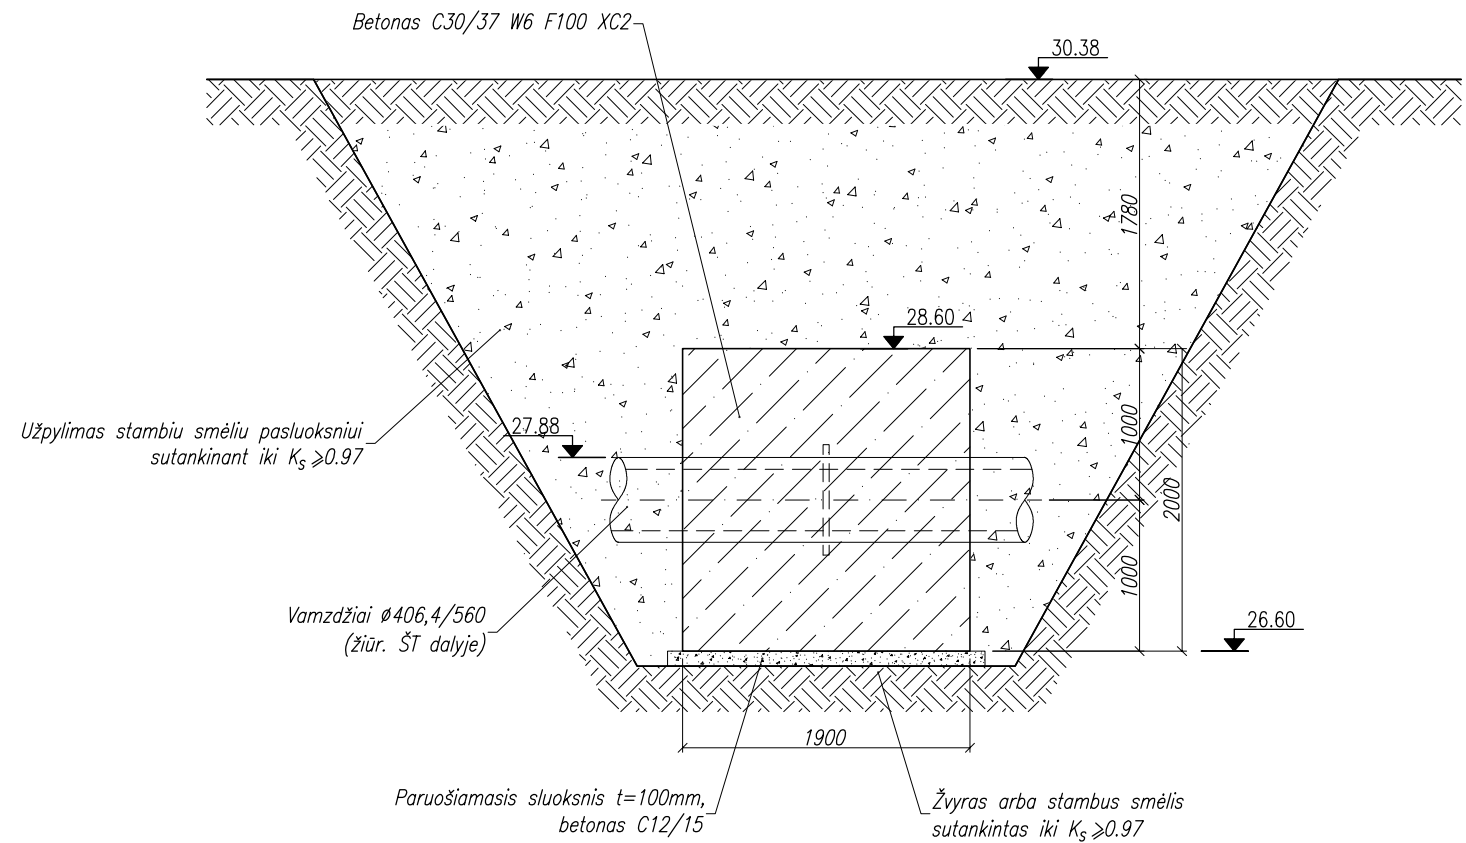 Betonas C30/37 W6 F100 XC2
30.38
1780
28.60
27.88
Užpylimas stambiu smėliu pasluoksniui
sutankinant iki Ks ⩾0.97
1000
2000
1000
Vamzdžiai ø406,4/560
(žiūr. ŠT dalyje)
26.60
1900
Paruošiamasis sluoksnis t=100mm,
betonas C12/15
Žvyras arba stambus smėlis
sutankintas iki Ks ⩾0.97